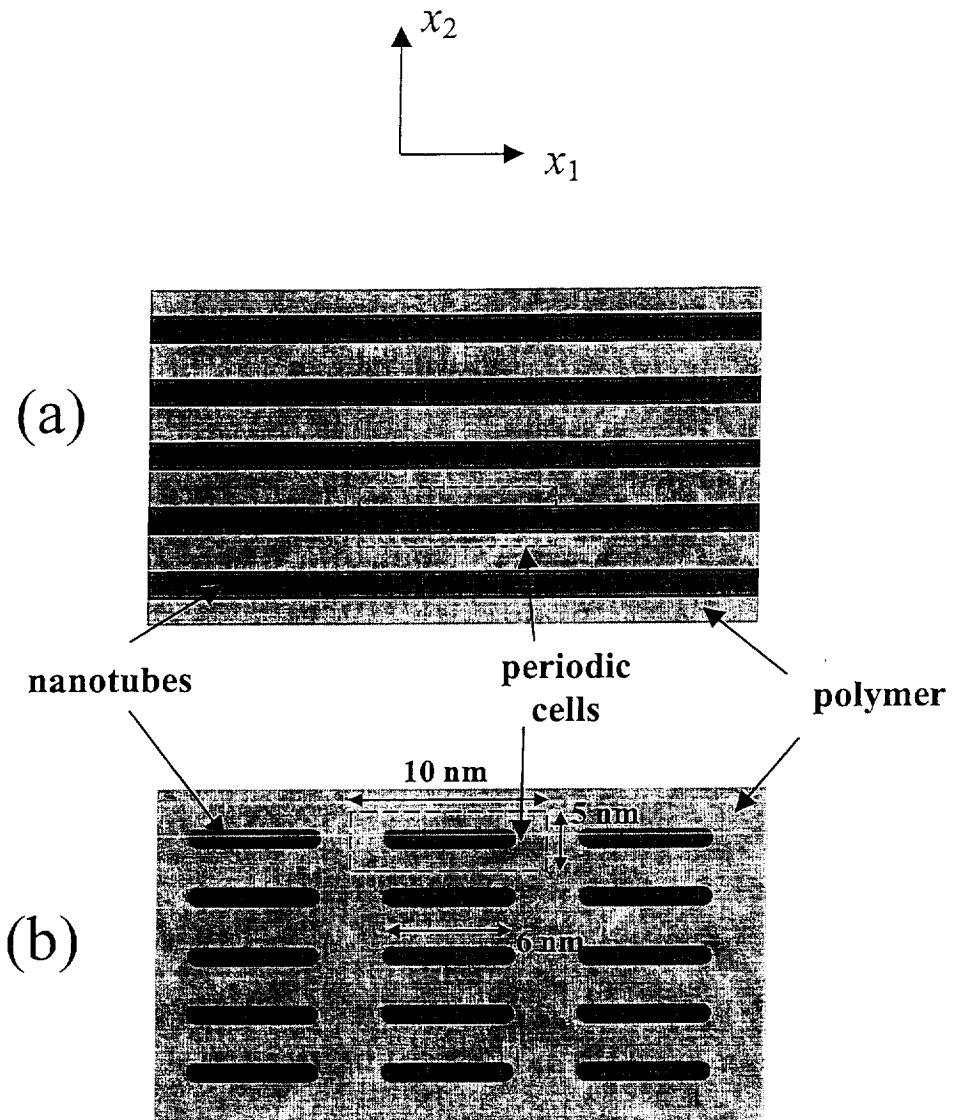 x₂
x₁
(a)
nanotubes
periodic
cells
polymer
10 nm
5 nm
6 nm
(b)